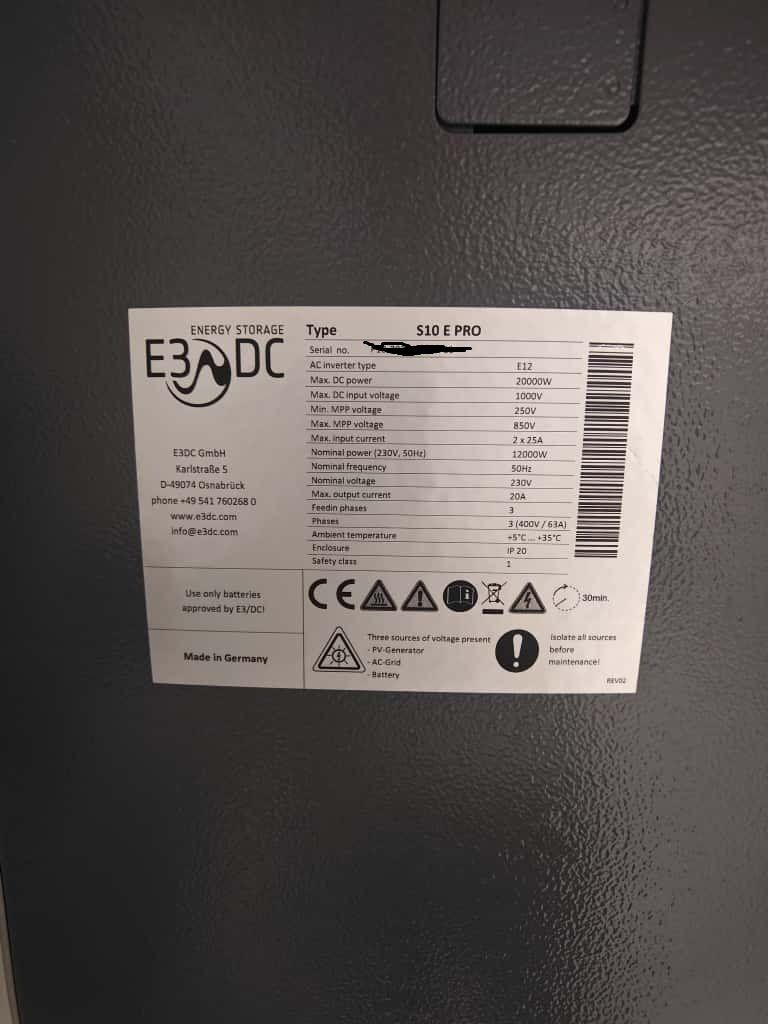 ENERGY STORAGE
E3/DC
E3DC GmbH
Karlstraße 5
D-49074 Osnabrück
phone +49 541 760268 0
www.e3dc.com
info@e3dc.com
Use only batteries
approved by E3/DC!
Made in Germany
Type S10 E PRO
Serial no.
AC inverter type E12
Max. DC power 20000W
Max. DC input voltage 1000V
Min. MPP voltage 250V
Max. MPP voltage 850V
Max. input current 2 x 25A
Nominal power (230V, 50Hz) 12000W
Nominal frequency 50Hz
Nominal voltage 230V
Max. output current 20A
Feedin phases 3
Phases 3 (400V / 63A)
Ambient temperature +5°C ... +35°C
Enclosure IP 20
Safety class 1
CE 30min.
Three sources of voltage present
- PV-Generator
- AC-Grid
- Battery
Isolate all sources
before
maintenance!
REV02